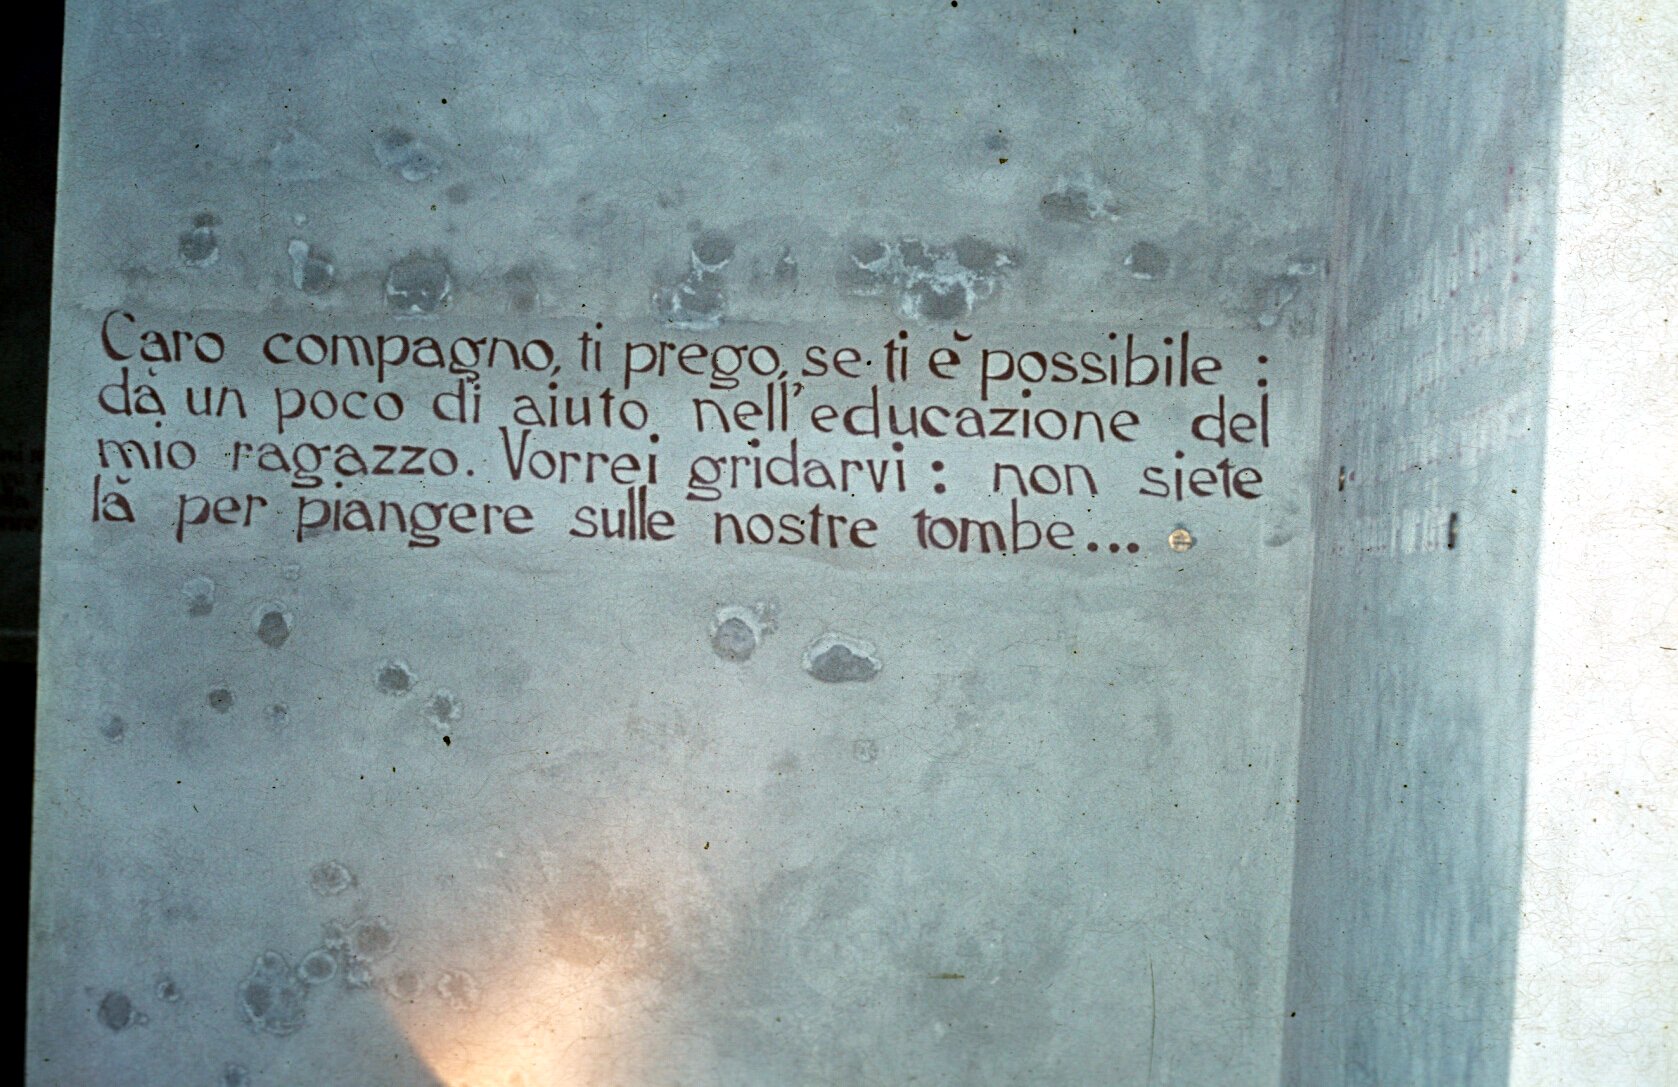 Caro compagno, ti prego, se ti è possibile :
dà un poco di aiuto nell'educazione del
mio ragazzo. Vorrei gridarvi : non siete
là per piangere sulle nostre tombe...